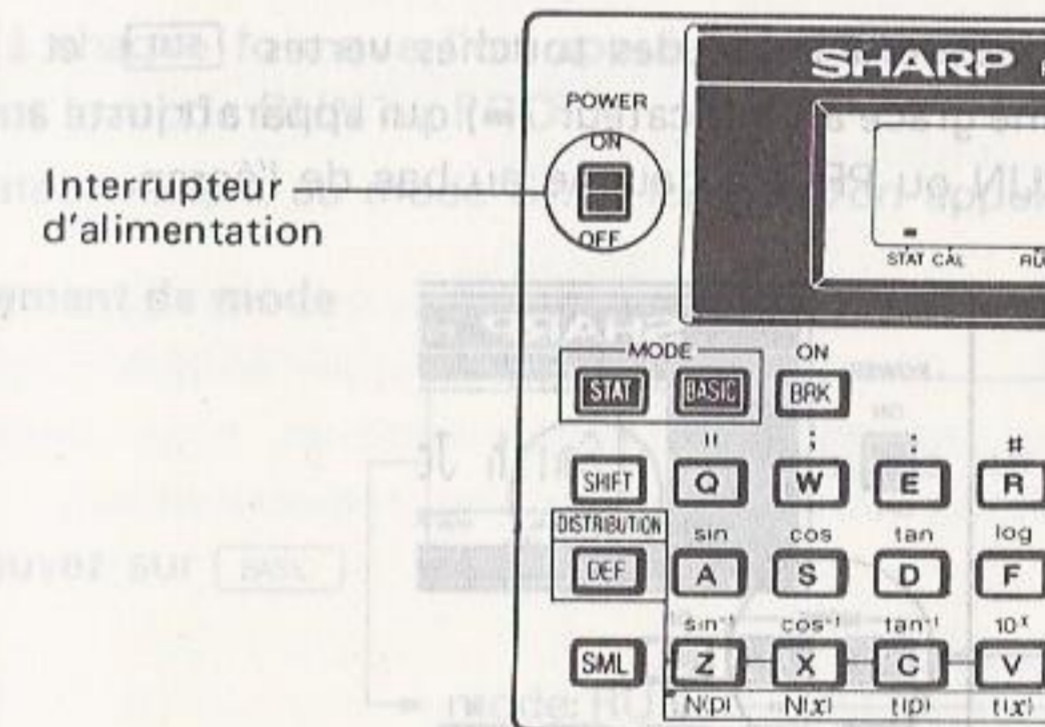 SHARP
POWER
ON
Interrupteur
d'alimentation
OFF
STAT CAL
MODE
ON
STAT BASIC BRK
" ; : #
SHIFT Q W E R
DISTRIBUTION sin cos tan log
DEF A S D F
sin⁻¹ cos⁻¹ tan⁻¹ 10ˣ
SML Z X C V
N(p) N(x) t(p) t(x)